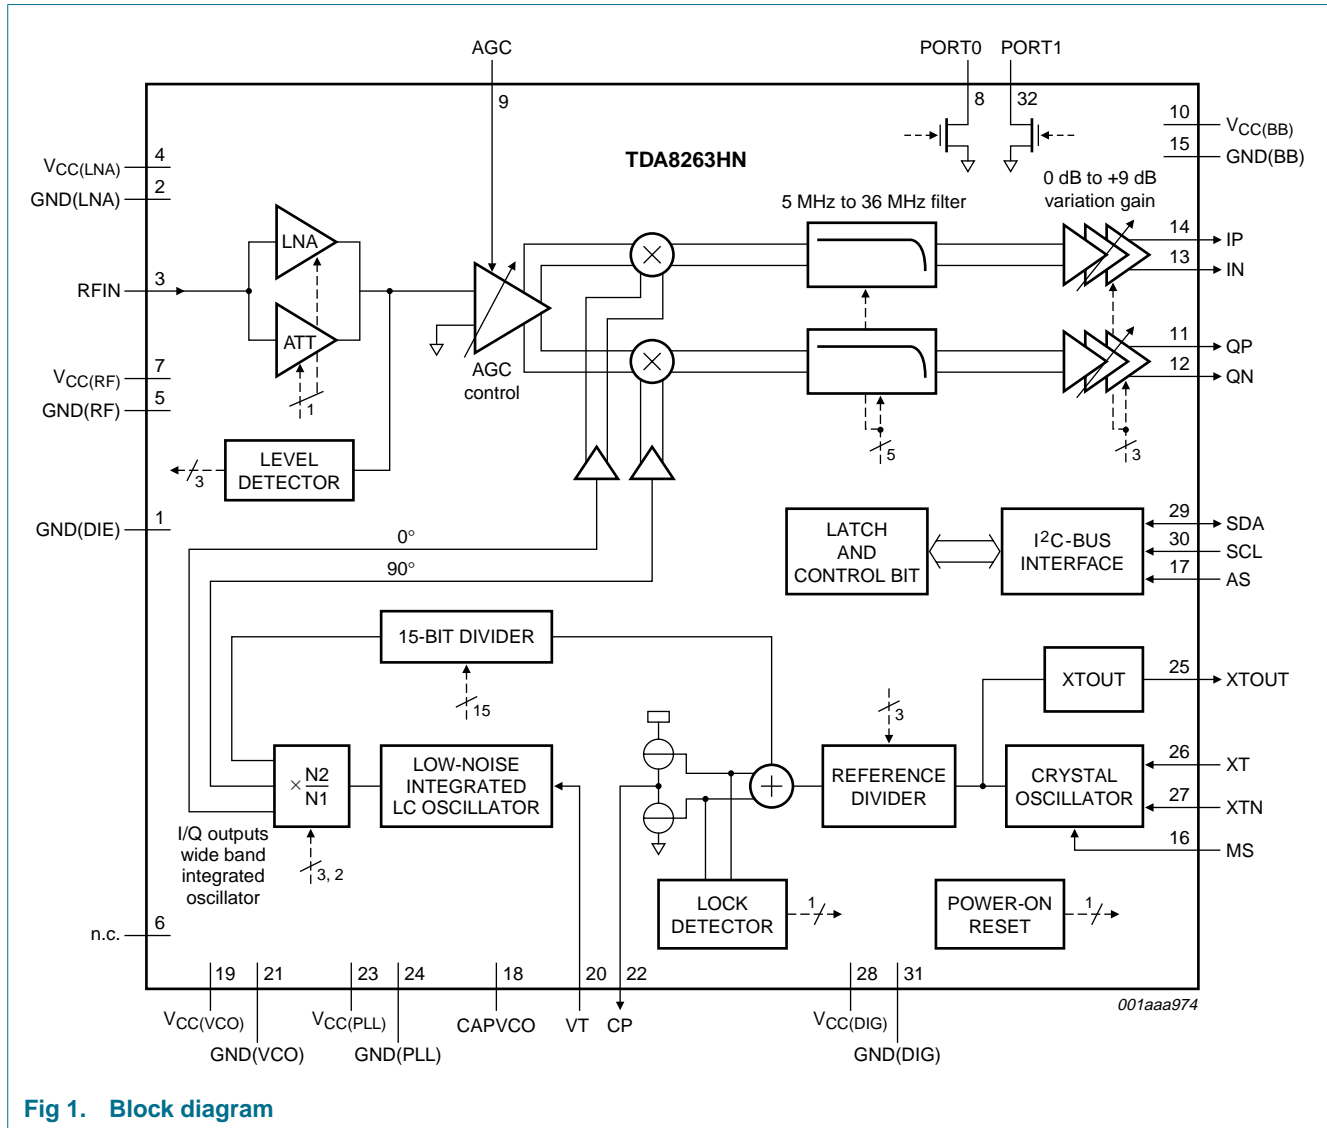 AGC
PORT0
PORT1
9
8
32
10
VCC(BB)
15
GND(BB)
TDA8263HN
4
VCC(LNA)
2
GND(LNA)
0 dB to +9 dB
variation gain
5 MHz to 36 MHz filter
LNA
14
IP
13
IN
RFIN
3
ATT
AGC
control
11
QP
12
QN
7
VCC(RF)
5
GND(RF)
1
3
LEVEL
DETECTOR
5
3
1
GND(DIE)
0°
90°
LATCH
AND
CONTROL BIT
I2C-BUS
INTERFACE
29
SDA
30
SCL
17
AS
15-BIT DIVIDER
15
3
XTOUT
25
XTOUT
× N2
N1
LOW-NOISE
INTEGRATED
LC OSCILLATOR
+
REFERENCE
DIVIDER
CRYSTAL
OSCILLATOR
26
XT
27
XTN
16
MS
I/Q outputs
wide band
integrated
oscillator
3, 2
LOCK
DETECTOR
1
POWER-ON
RESET
1
6
n.c.
19
21
23
24
18
20
22
28
31
001aaa974
VCC(VCO)
GND(VCO)
VCC(PLL)
GND(PLL)
CAPVCO
VT
CP
VCC(DIG)
GND(DIG)
Fig 1. Block diagram